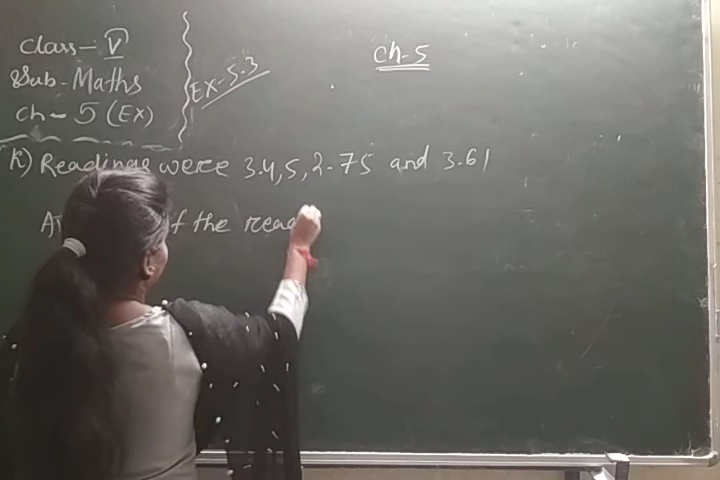 Class - V
Sub - Maths
Ch - 5 (Ex)
Ex - 5.3
Ch-5
K) Readings were 3.4, 5, 2.75 and 3.61
of the